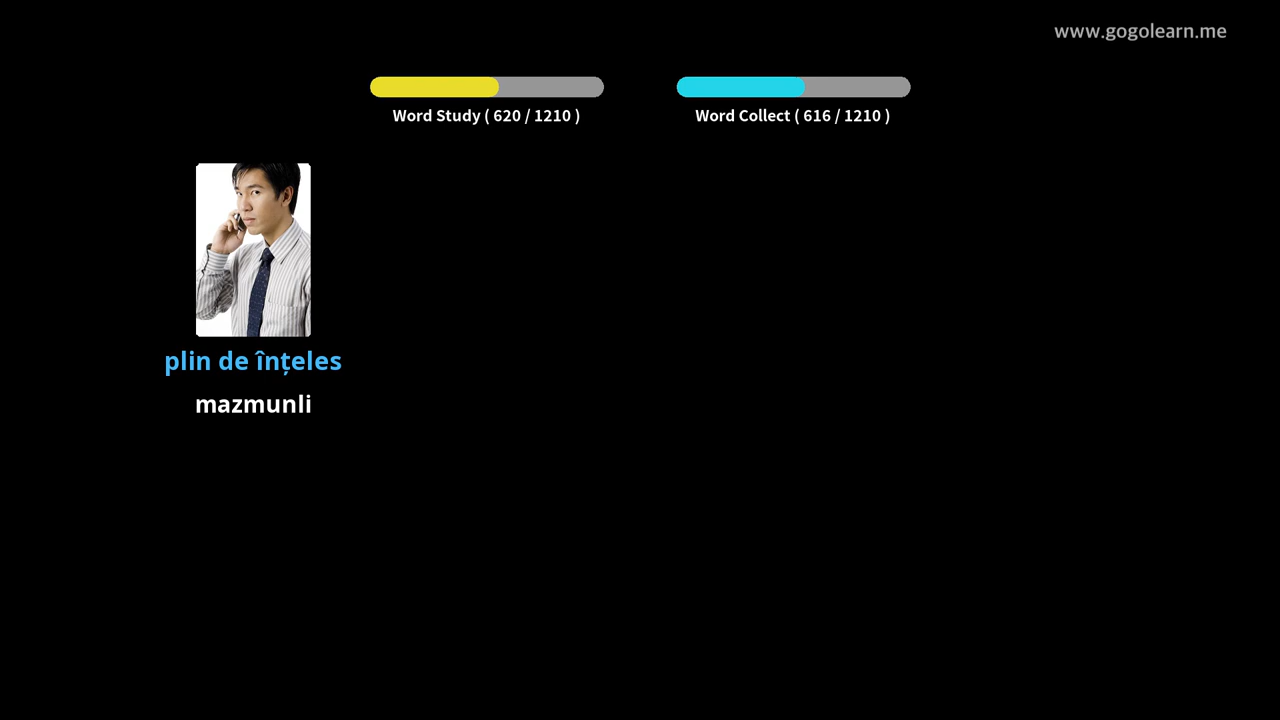 www.gogolearn.me
Word Study ( 620 / 1210 )
Word Collect ( 616 / 1210 )
plin de înțeles
mazmunli